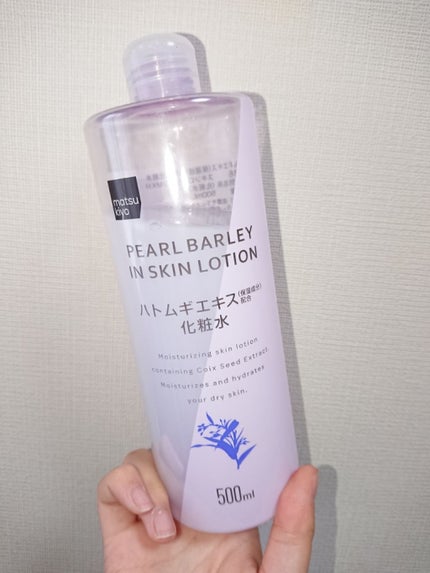 matsu
kiyo
PEARL BARLEY
IN SKIN LOTION
ハトムギエキス(保湿成分)配合
化粧水
Moisturizing skin lotion
containing Coix Seed Extract.
Moisturizes and hydrates
your dry skin.
500ml